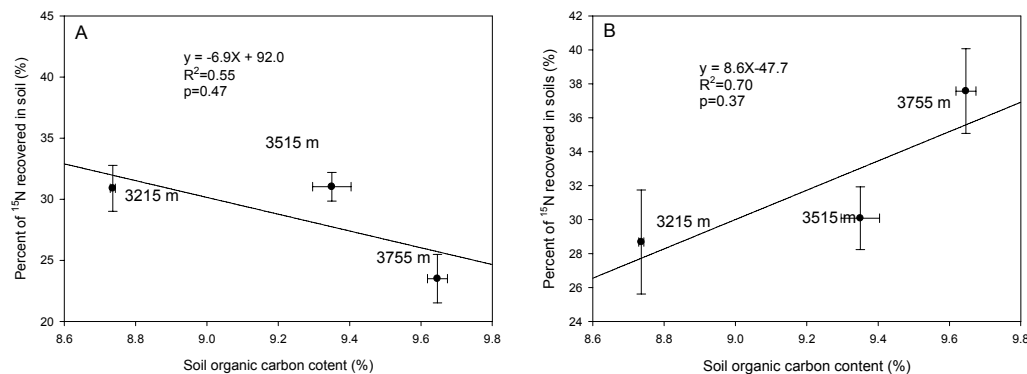 A
y = -6.9X + 92.0
R²=0.55
p=0.47
3515 m
3215 m
3755 m
45
40
35
30
25
20
8.6 8.8 9.0 9.2 9.4 9.6 9.8
Percent of ¹⁵N recovered in soil (%)
Soil organic carbon cotent (%)
B
y = 8.6X-47.7
R²=0.70
p=0.37
3755 m
3215 m
3515 m
42
40
38
36
34
32
30
28
26
24
8.6 8.8 9.0 9.2 9.4 9.6 9.8
Percent of ¹⁵N recovered in soils (%)
Soil organic carbon content (%)